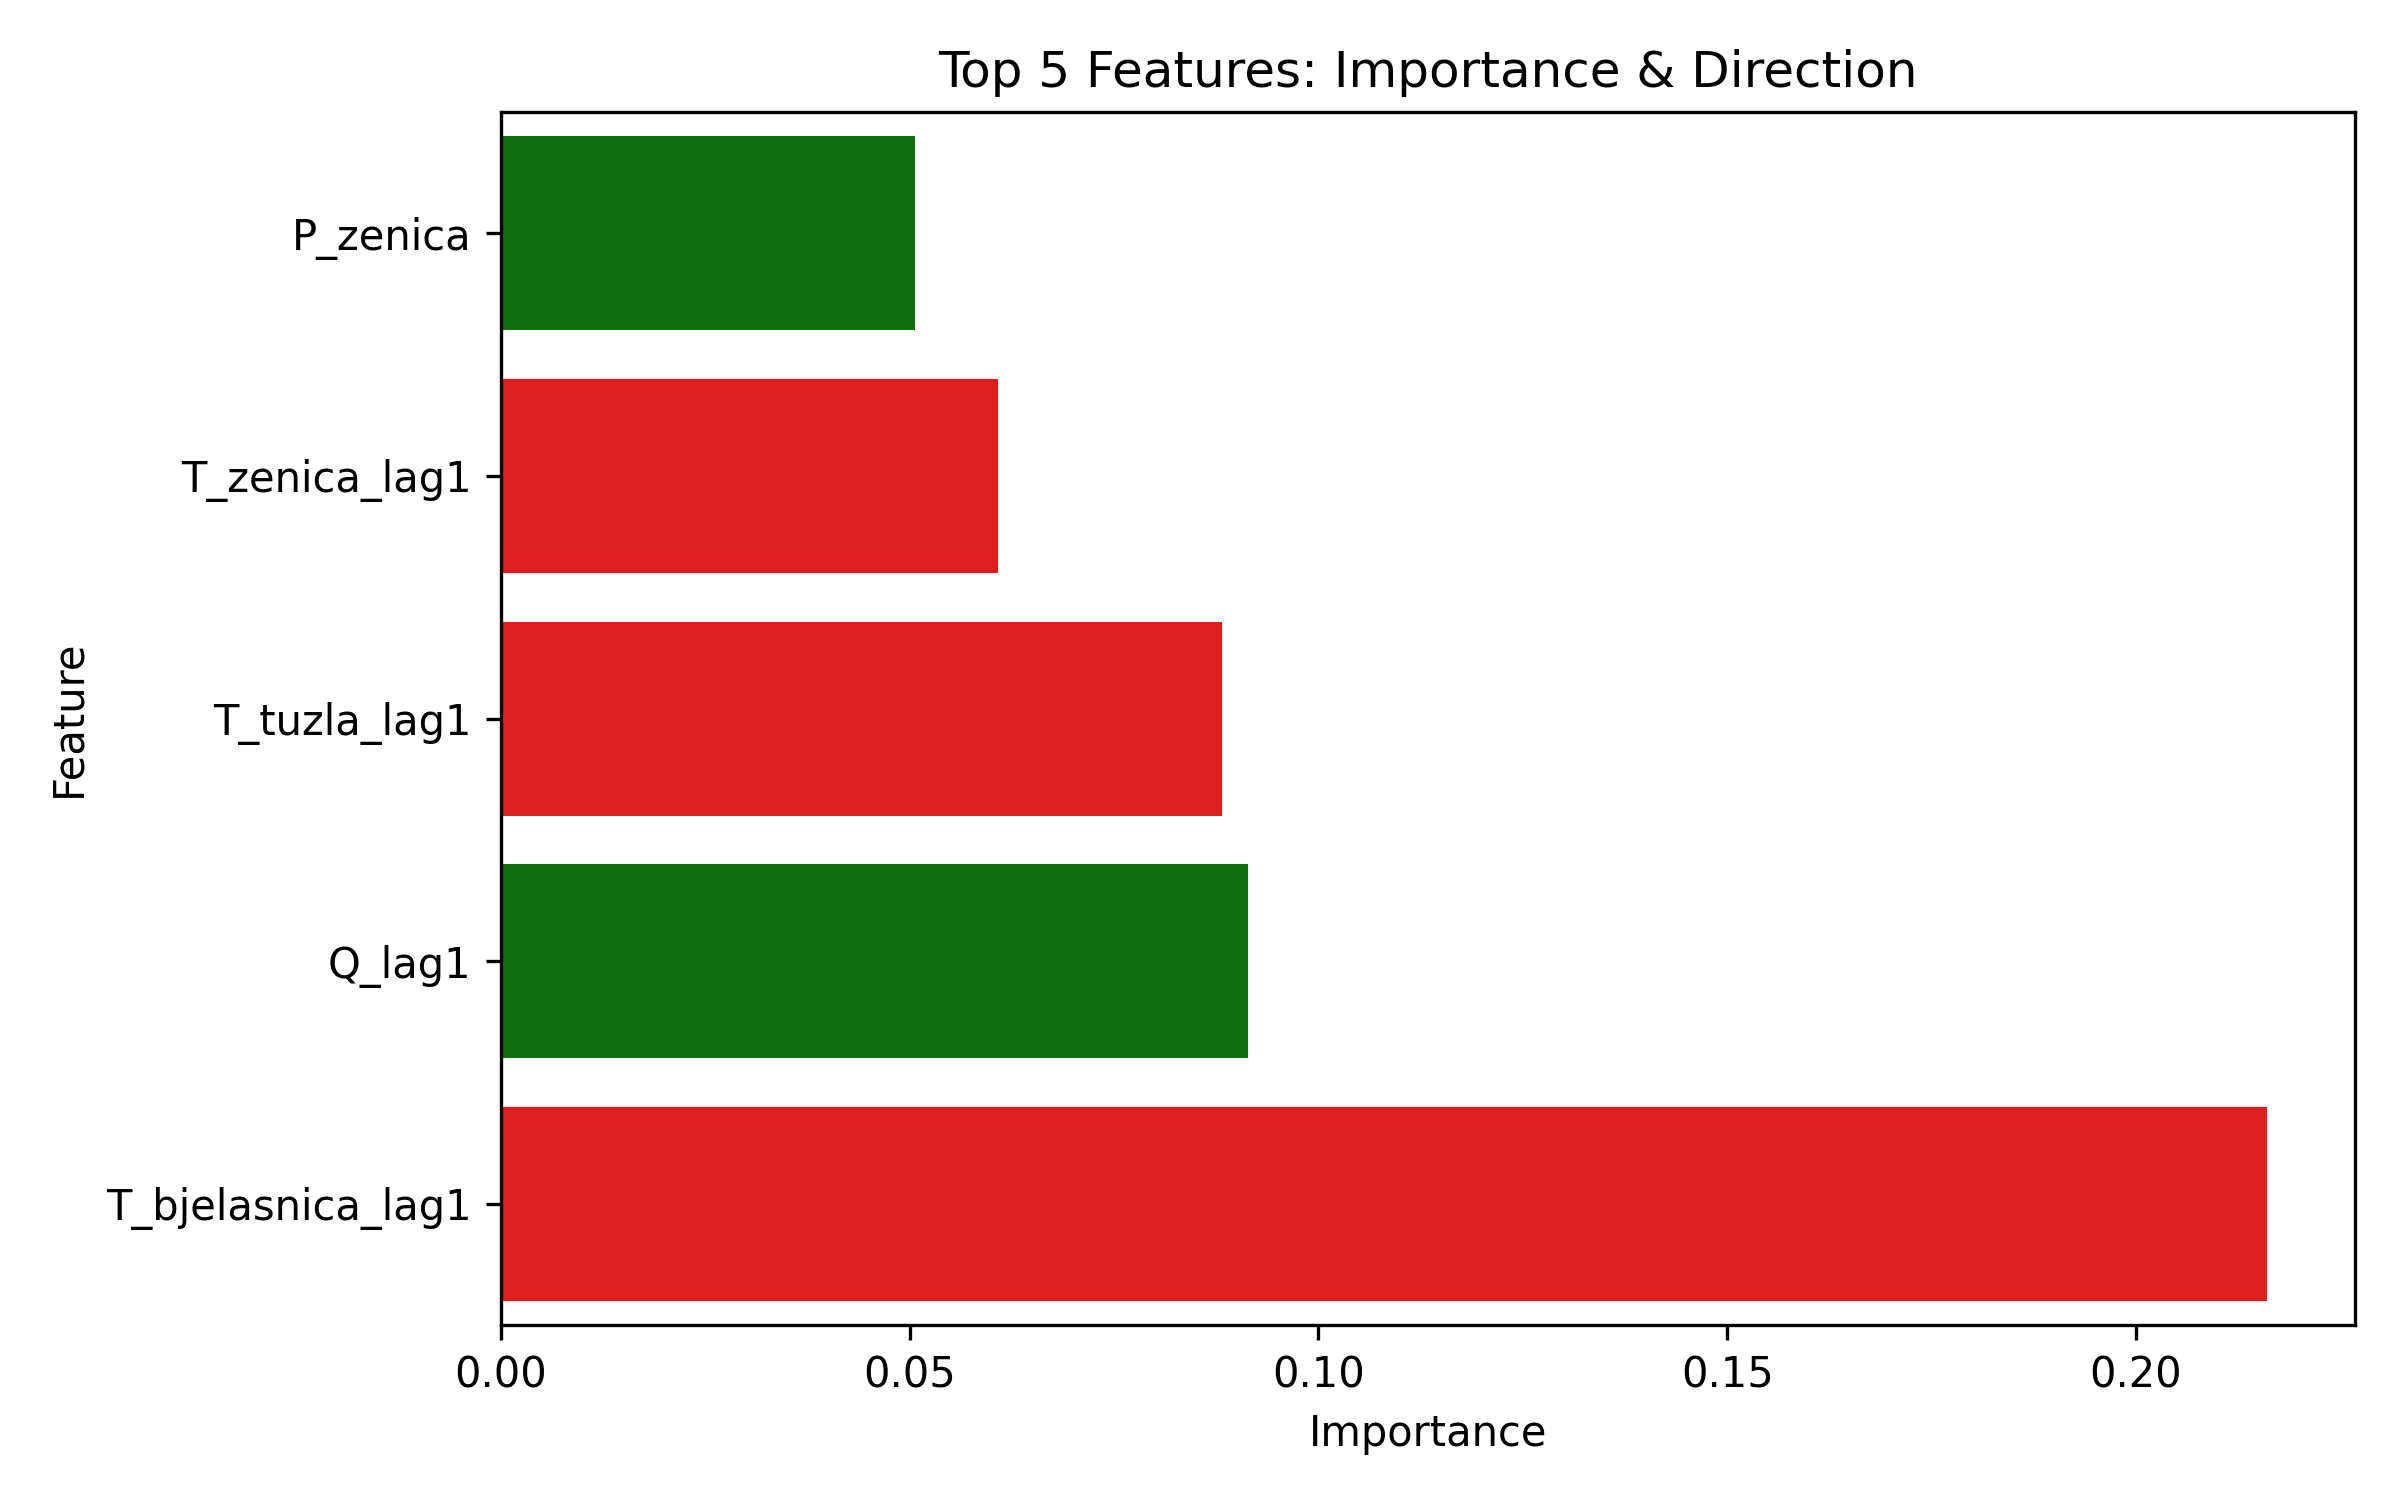 Top 5 Features: Importance & Direction
P_zenica
T_zenica_lag1
T_tuzla_lag1
Q_lag1
T_bjelasnica_lag1
Feature
0.00 0.05 0.10 0.15 0.20
Importance